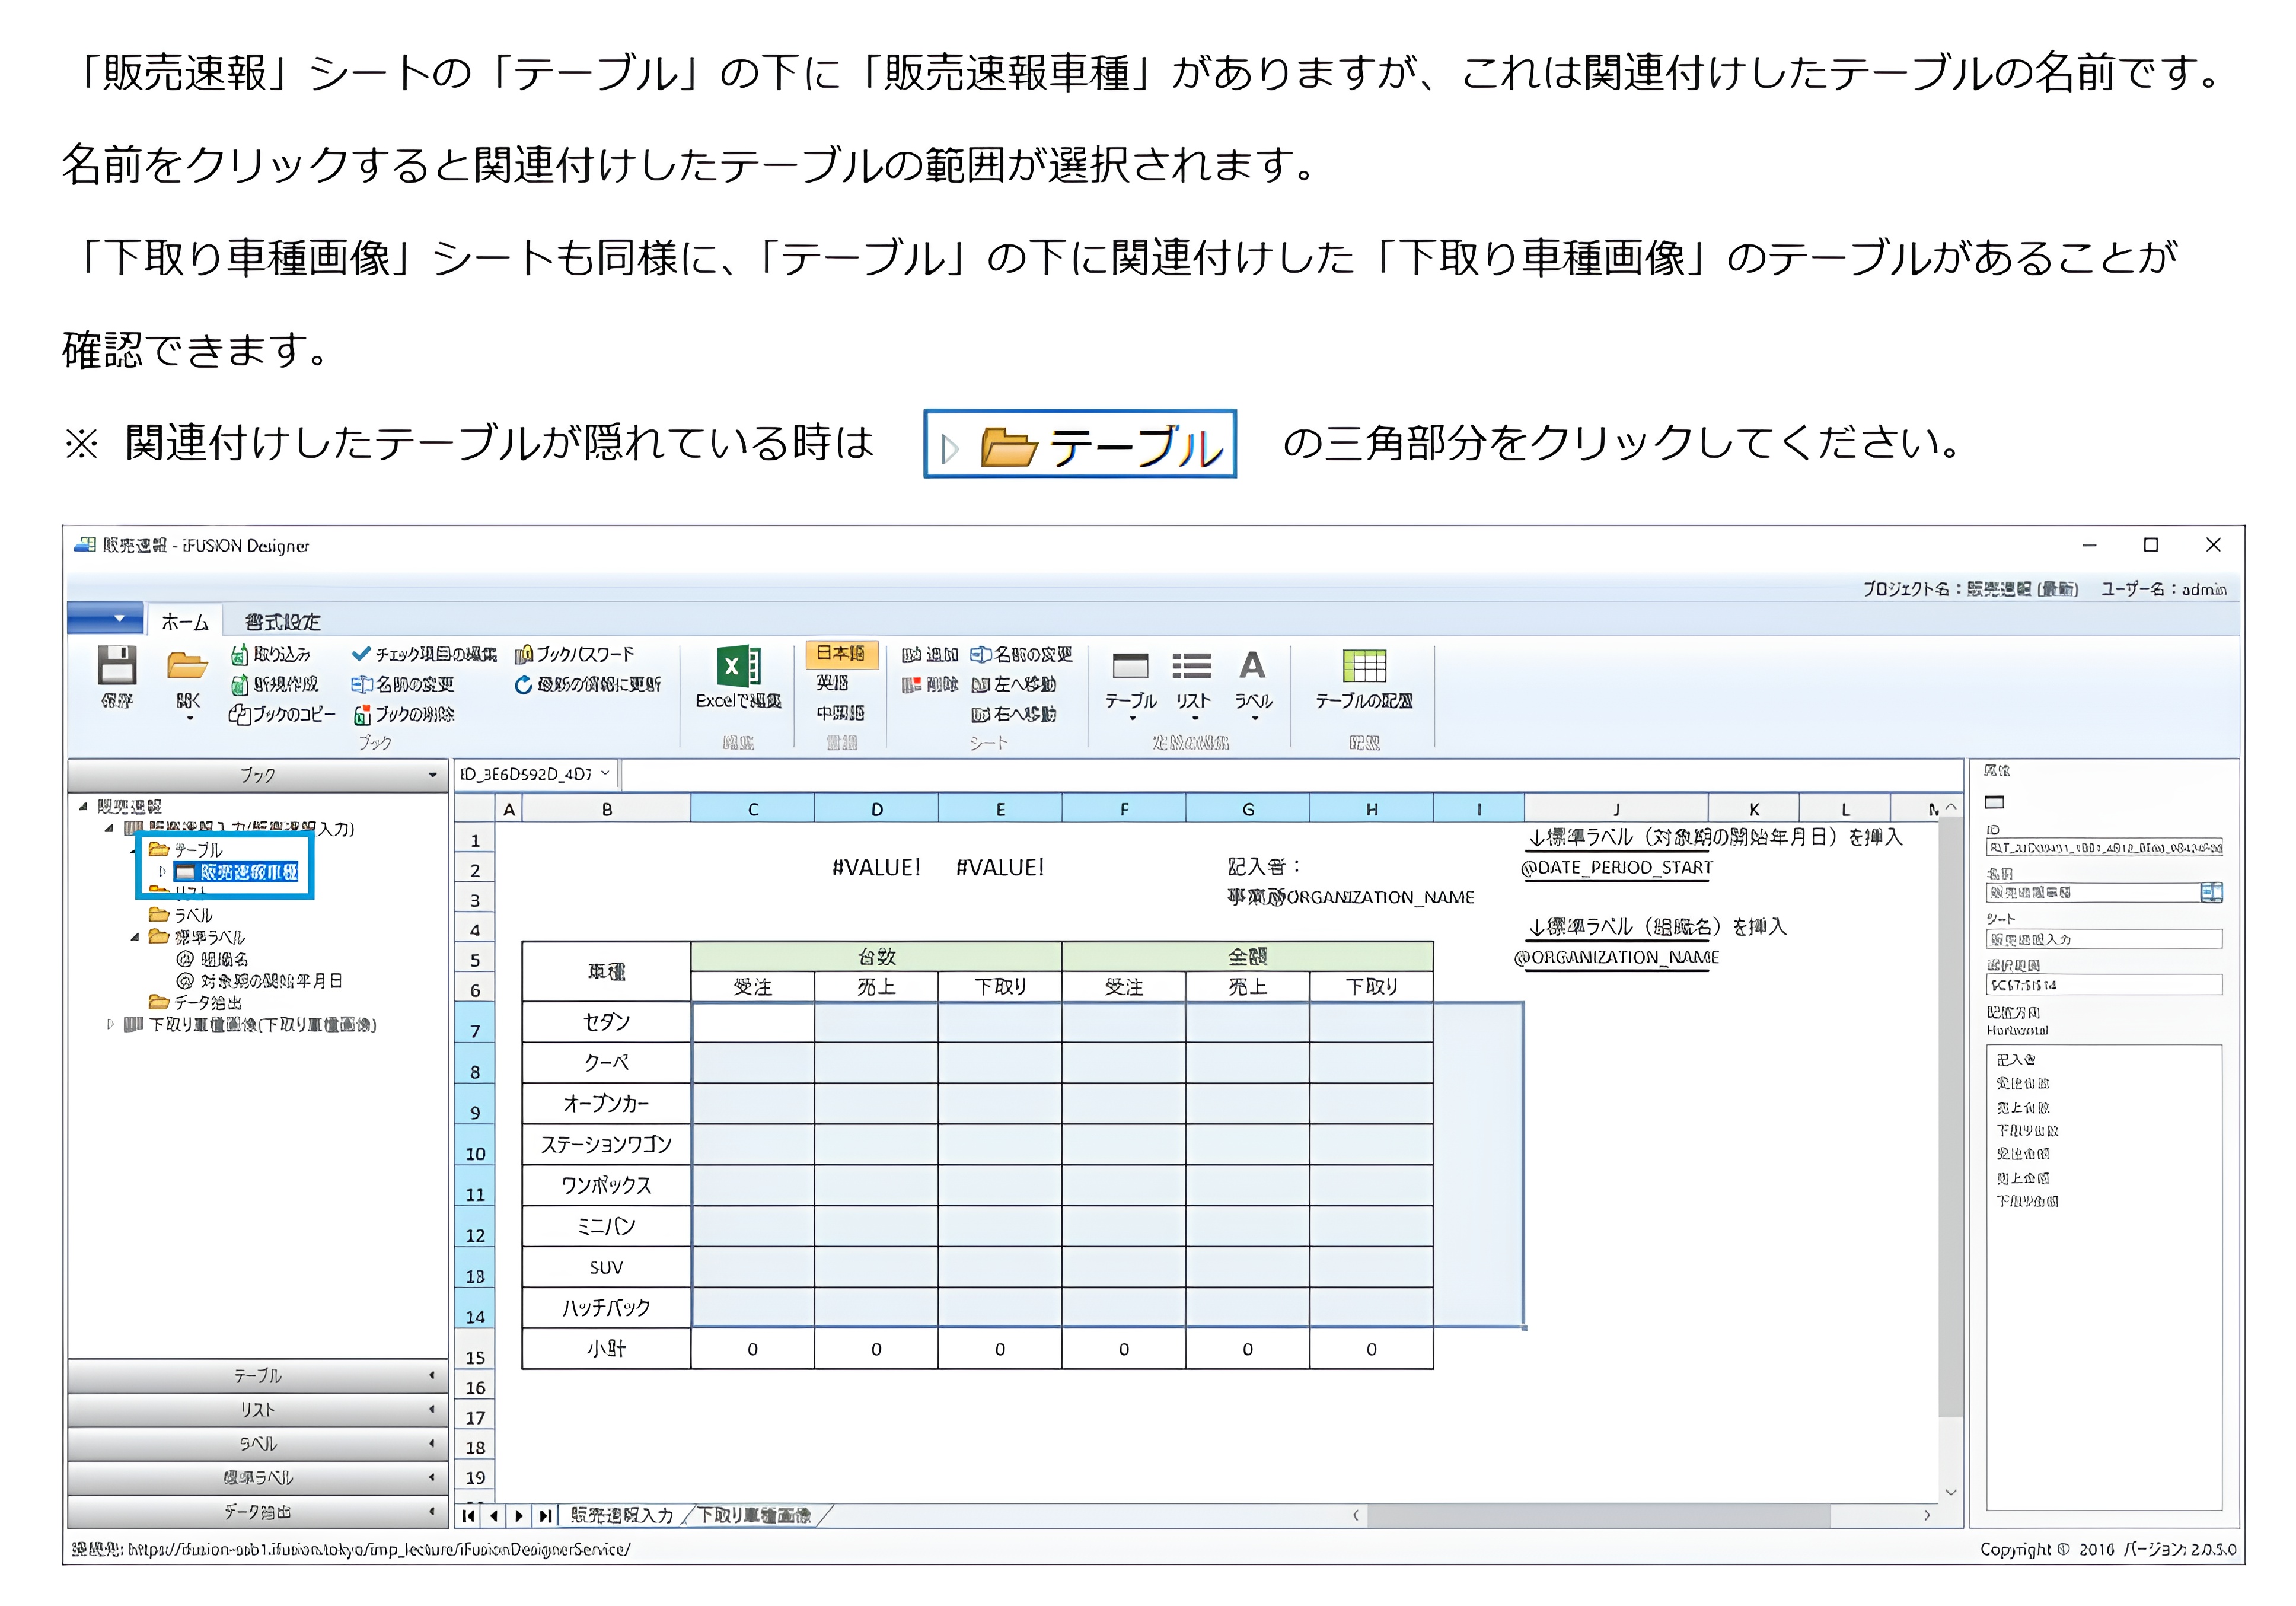 「販売速報」シートの「テーブル」の下に「販売速報車種」がありますが、これは関連付けしたテーブルの名前です。
名前をクリックすると関連付けしたテーブルの範囲が選択されます。
「下取り車種画像」シートも同様に、「テーブル」の下に関連付けした「下取り車種画像」のテーブルがあることが
確認できます。
※ 関連付けしたテーブルが隠れている時は テーブル の三角部分をクリックしてください。
販売速報 - iFUSION Designer
プロジェクト名：販売速報 (最新) ユーザー名：admin
ホーム 書式設定
保存 開く
取り込み チェック項目の編集 ブックパスワード
新規作成 名前の変更 最新の情報に更新
ブックのコピー ブックの削除
ブック
Excelで編集
編集
日本語
英語
中国語
言語
追加 名前の変更
削除 左へ移動
右へ移動
シート
テーブル リスト ラベル
定義の編集
テーブルの配置
配置
ブック
販売速報
販売速報入力(販売速報入力)
テーブル
販売速報車種
リスト
ラベル
標準ラベル
組織名
対象期の開始年月日
データ抽出
下取り車種画像(下取り車種画像)
テーブル
リスト
ラベル
標準ラベル
データ抽出
ID_3E6D592D_4D7
A B C D E F G H I J K L
1 ↓標準ラベル（対象期の開始年月日）を挿入
2 #VALUE! #VALUE! 記入者： @DATE_PERIOD_START
3 事業所@ORGANIZATION_NAME
4 ↓標準ラベル（組織名）を挿入
5 車種 台数 金額 @ORGANIZATION_NAME
6 受注 売上 下取り 受注 売上 下取り
7 セダン
8 クーペ
9 オープンカー
10 ステーションワゴン
11 ワンボックス
12 ミニバン
13 SUV
14 ハッチバック
15 小計 0 0 0 0 0 0
16
17
18
19
販売速報入力 下取り車種画像
属性
ID
名前
販売速報車種
シート
販売速報入力
選択範囲
配置方向
Horizontal
記入者
受注台数
売上台数
下取り台数
受注金額
売上金額
下取り金額
接続先: https://ifusion-aab1.ifusion.tokyo/imp_lecture/iFusionDesignerService/
Copyright © 2016 バージョン: 2.0.5.0